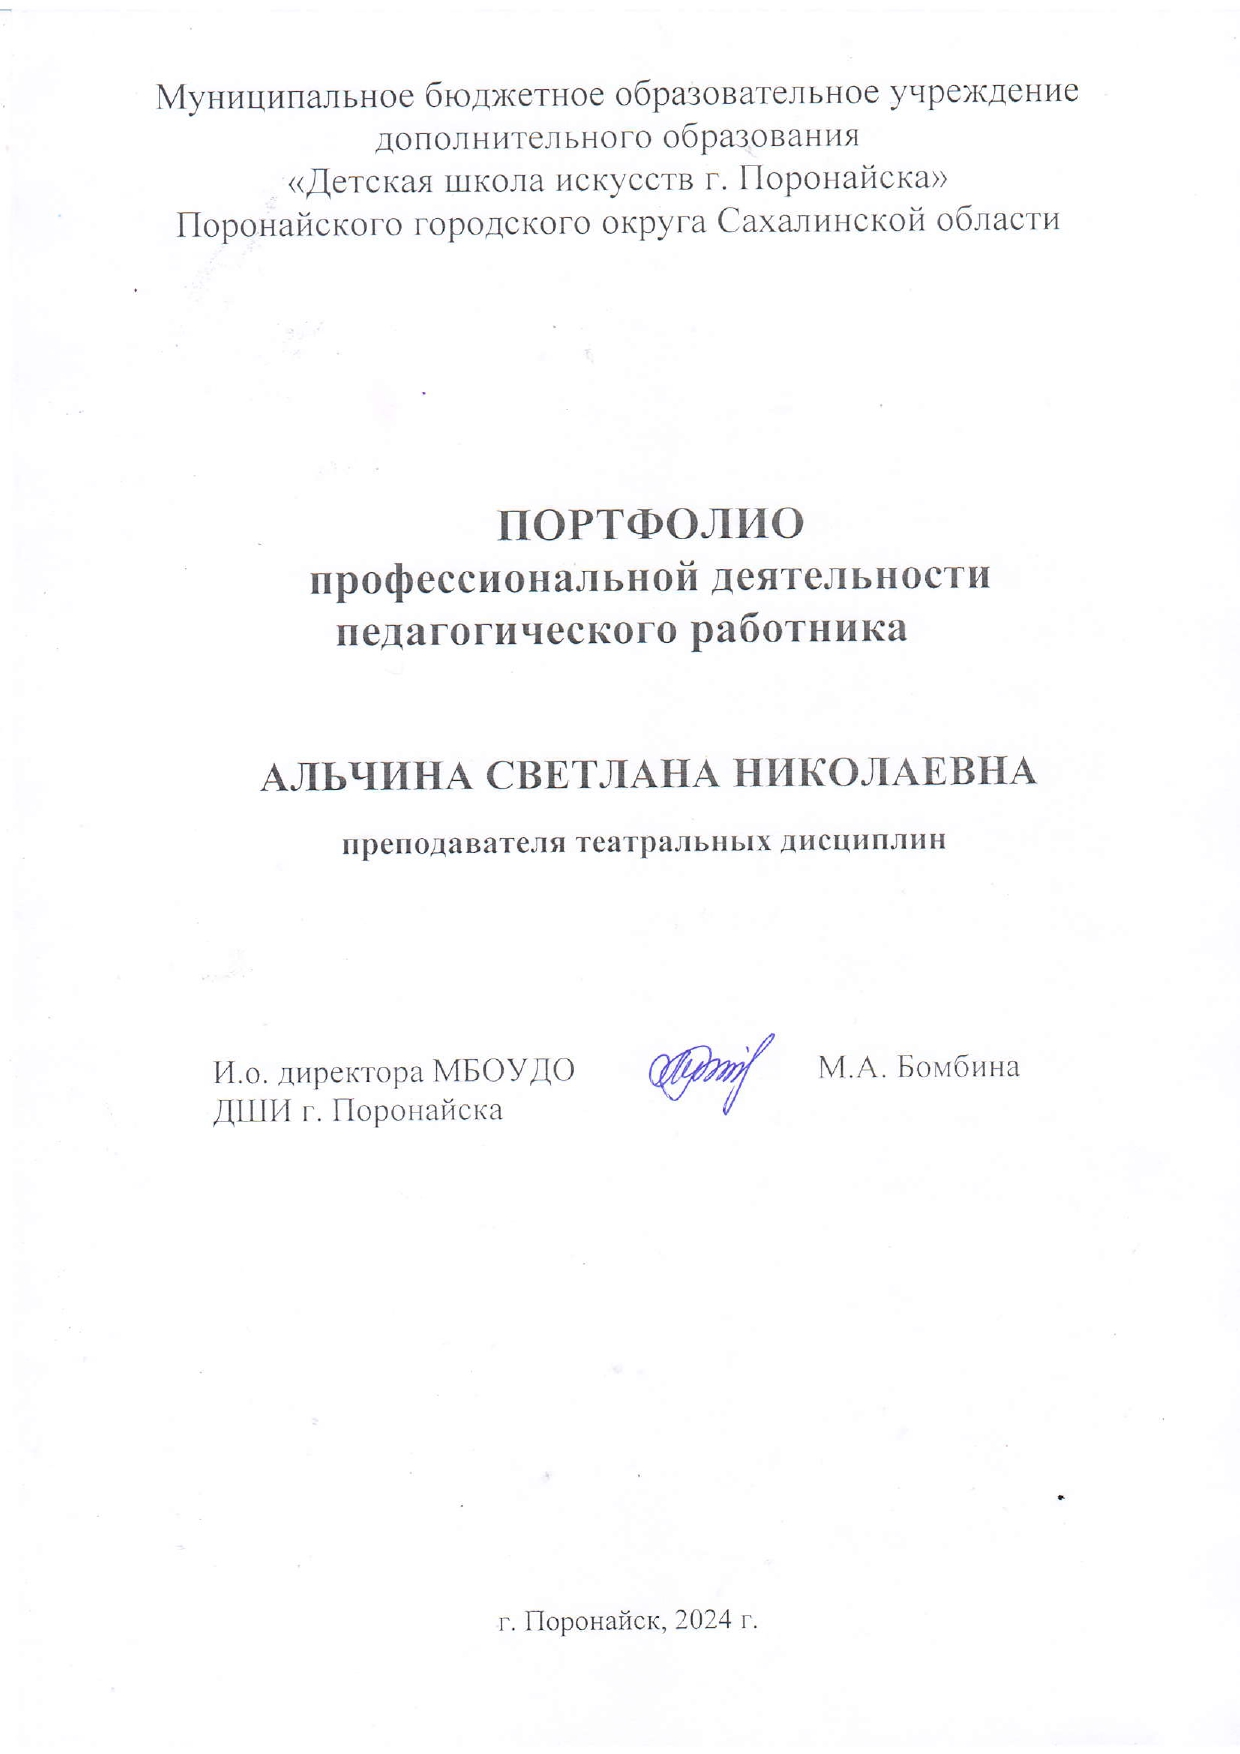 Муниципальное бюджетное образовательное учреждение
дополнительного образования
«Детская школа искусств г. Поронайска»
Поронайского городского округа Сахалинской области
ПОРТФОЛИО
профессиональной деятельности
педагогического работника
АЛЬЧИНА СВЕТЛАНА НИКОЛАЕВНА
преподавателя театральных дисциплин
И.о. директора МБОУДО М.А. Бомбина
ДШИ г. Поронайска
г. Поронайск, 2024 г.